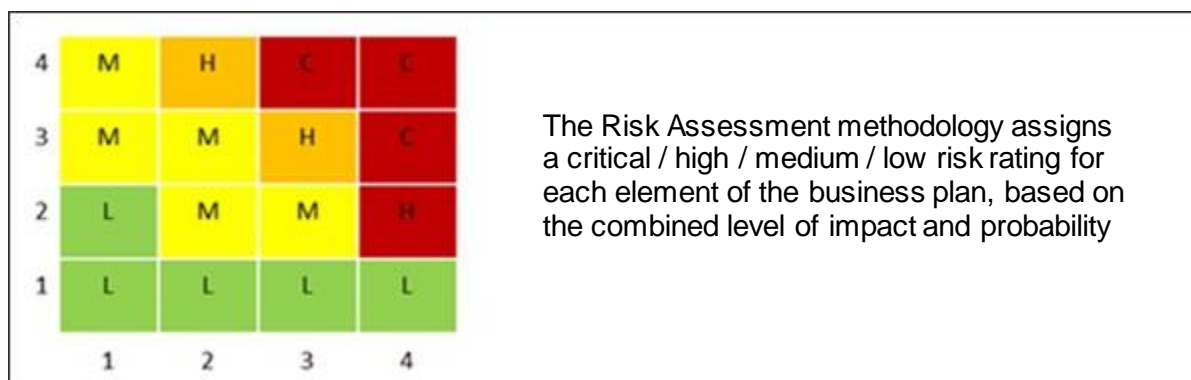 4 M H C C
3 M M H C
2 L M M H
1 L L L L
1 2 3 4
The Risk Assessment methodology assigns
a critical / high / medium / low risk rating for
each element of the business plan, based on
the combined level of impact and probability